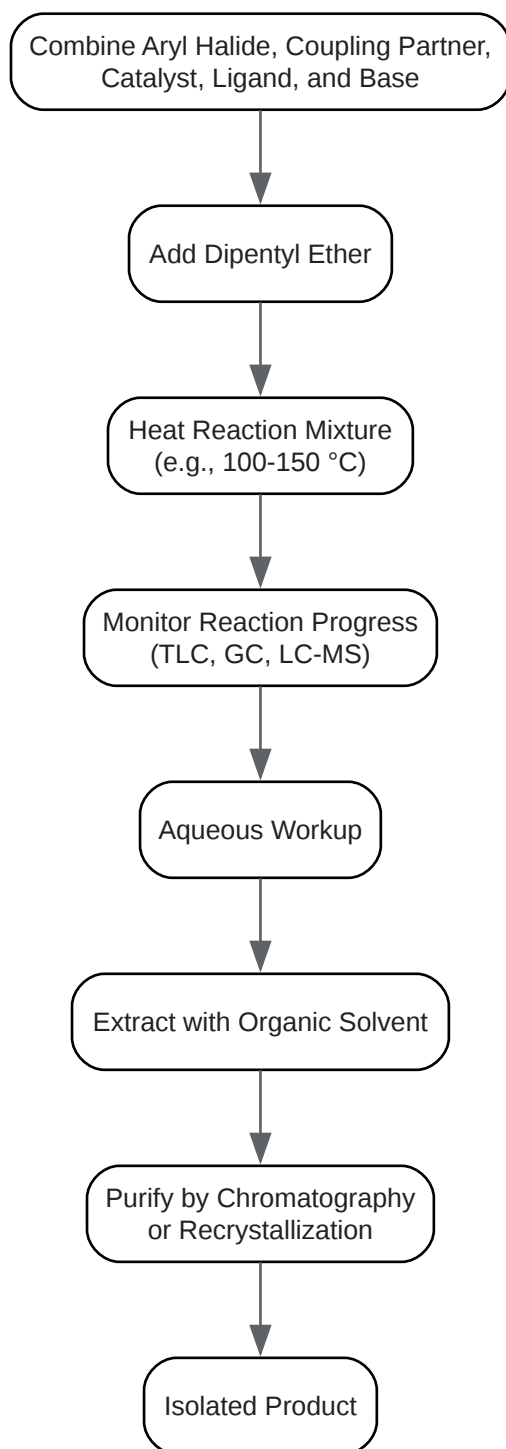 Combine Aryl Halide, Coupling Partner,
Catalyst, Ligand, and Base
Add Dipentyl Ether
Heat Reaction Mixture
(e.g., 100-150 °C)
Monitor Reaction Progress
(TLC, GC, LC-MS)
Aqueous Workup
Extract with Organic Solvent
Purify by Chromatography
or Recrystallization
Isolated Product